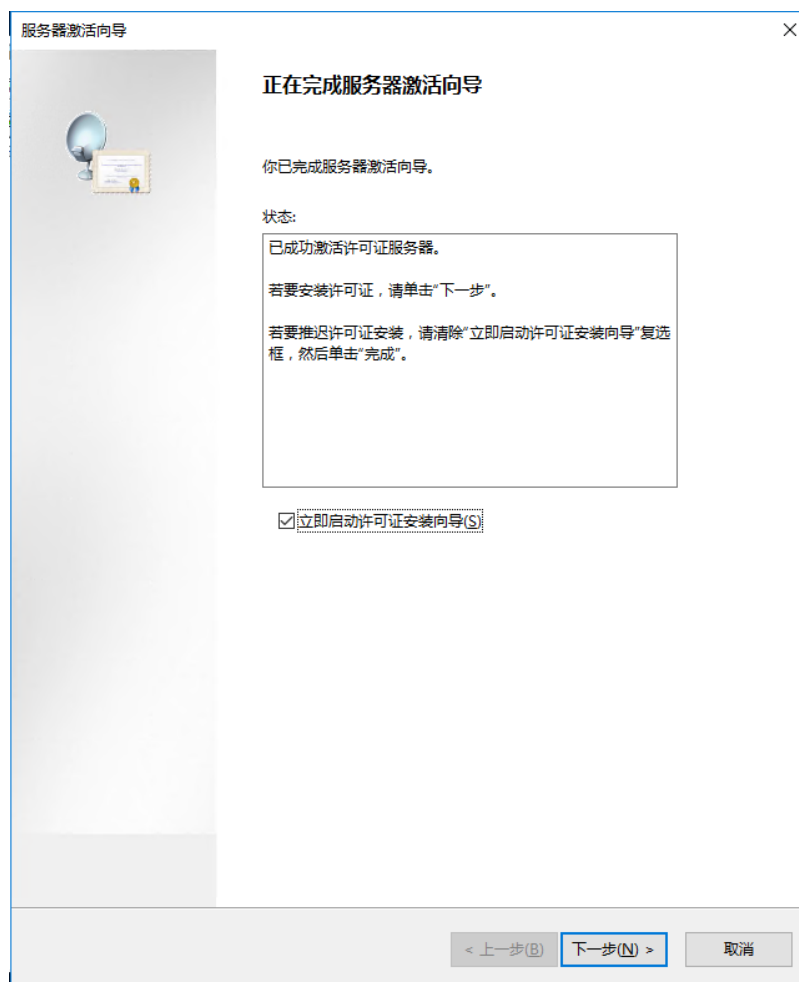 服务器激活向导
正在完成服务器激活向导
你已完成服务器激活向导。
状态:
已成功激活许可证服务器。
若要安装许可证，请单击“下一步”。
若要推迟许可证安装，请清除“立即启动许可证安装向导”复选
框，然后单击“完成”。
立即启动许可证安装向导(S)
< 上一步(B)
下一步(N) >
取消